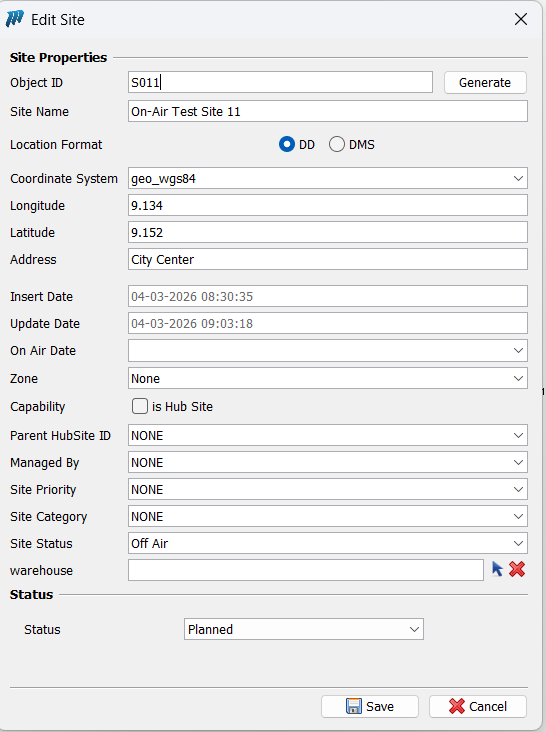 Edit Site
Site Properties
Object ID S011 Generate
Site Name On-Air Test Site 11
Location Format DD DMS
Coordinate System geo_wgs84
Longitude 9.134
Latitude 9.152
Address City Center
Insert Date 04-03-2026 08:30:35
Update Date 04-03-2026 09:03:18
On Air Date
Zone None
Capability is Hub Site
Parent HubSite ID NONE
Managed By NONE
Site Priority NONE
Site Category NONE
Site Status Off Air
warehouse
Status
Status Planned
Save Cancel